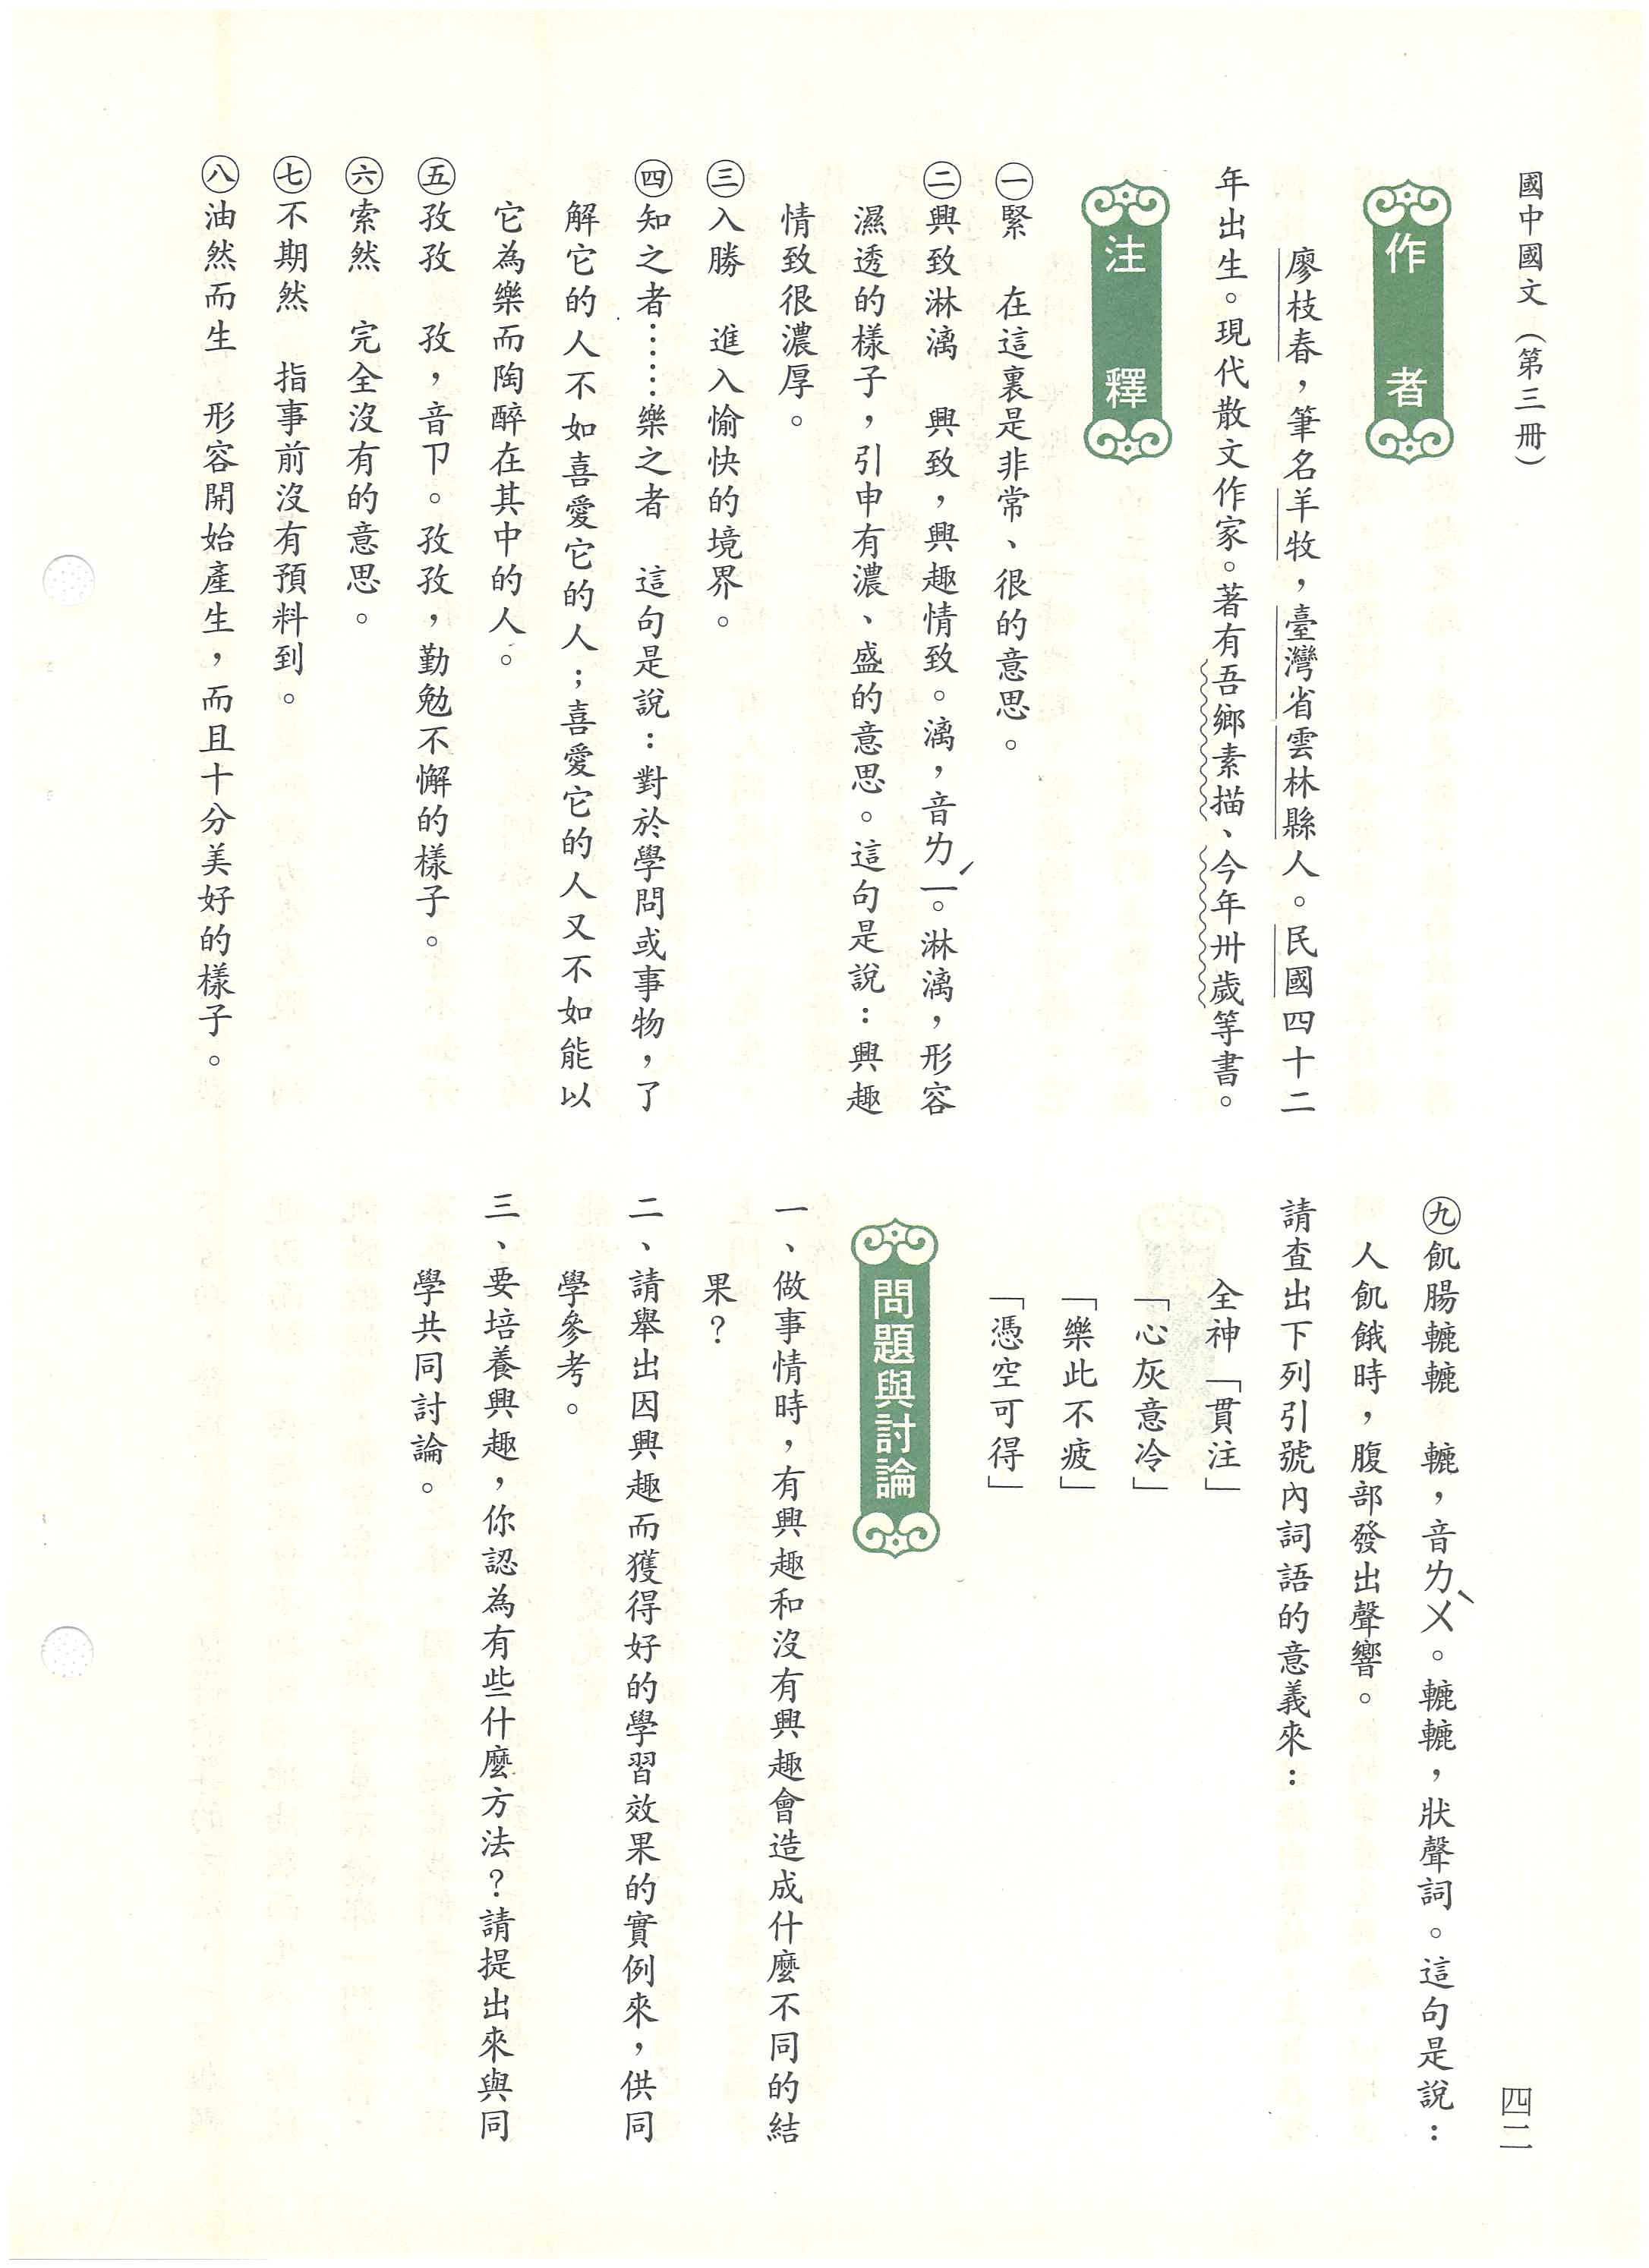 國中國文（第三冊）
作者
廖枝春，筆名羊牧，臺灣省雲林縣人。民國四十二
年出生。現代散文作家。著有吾鄉素描、今年卅歲等書。
注釋
㊀緊　在這裏是非常、很的意思。
㊁興致淋漓　興致，興趣情致。漓，音ㄌㄧˊ。淋漓，形容
濕透的樣子，引申有濃、盛的意思。這句是說：興趣
情致很濃厚。
㊂入勝　進入愉快的境界。
㊃知之者……樂之者　這句是說：對於學問或事物，了
解它的人不如喜愛它的人；喜愛它的人又不如能以
它為樂而陶醉在其中的人。
㊄孜孜　孜，音ㄗ。孜孜，勤勉不懈的樣子。
㊅索然　完全沒有的意思。
㊆不期然　指事前沒有預料到。
㊇油然而生　形容開始產生，而且十分美好的樣子。
㊈飢腸轆轆　轆，音ㄌㄨˋ。轆轆，狀聲詞。這句是說：
人飢餓時，腹部發出聲響。
請查出下列引號內詞語的意義來：
全神「貫注」
「心灰意冷」
「樂此不疲」
「憑空可得」
問題與討論
一、做事情時，有興趣和沒有興趣會造成什麼不同的結
果？
二、請舉出因興趣而獲得好的學習效果的實例來，供同
學參考。
三、要培養興趣，你認為有些什麼方法？請提出來與同
學共同討論。
四二